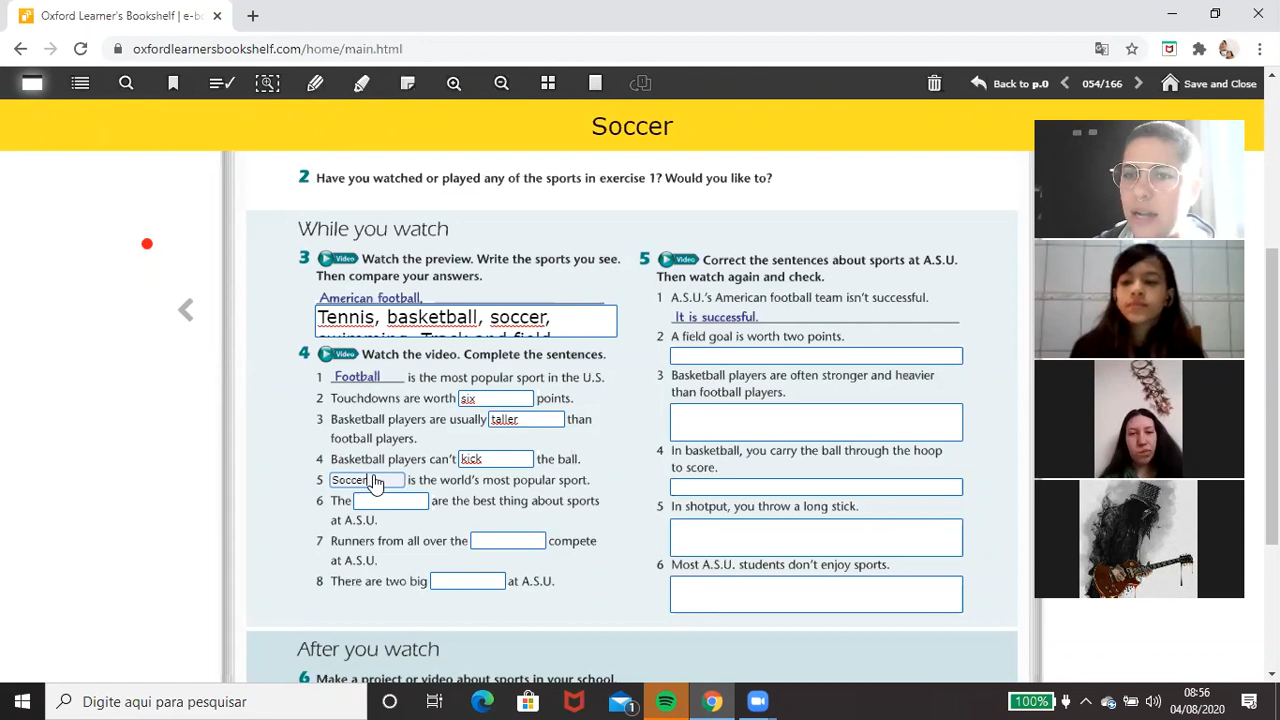 Oxford Learner's Bookshelf | e-bo
oxfordlearnersbookshelf.com/home/main.html
Back to p.0
054/166
Save and Close
Soccer
2 Have you watched or played any of the sports in exercise 1? Would you like to?
While you watch
3 Video Watch the preview. Write the sports you see.
Then compare your answers.
American football,
Tennis, basketball, soccer,
swimming, Track and field
4 Video Watch the video. Complete the sentences.
1 Football is the most popular sport in the U.S.
2 Touchdowns are worth six points.
3 Basketball players are usually taller than
football players.
4 Basketball players can't kick the ball.
5 Soccer is the world's most popular sport.
6 The are the best thing about sports
at A.S.U.
7 Runners from all over the compete
at A.S.U.
8 There are two big at A.S.U.
5 Video Correct the sentences about sports at A.S.U.
Then watch again and check.
1 A.S.U.'s American football team isn't successful.
It is successful.
2 A field goal is worth two points.
3 Basketball players are often stronger and heavier
than football players.
4 In basketball, you carry the ball through the hoop
to score.
5 In shotput, you throw a long stick.
6 Most A.S.U. students don't enjoy sports.
After you watch
6 Make a project or video about sports in your school.
Digite aqui para pesquisar
1
100%
08:56
04/08/2020